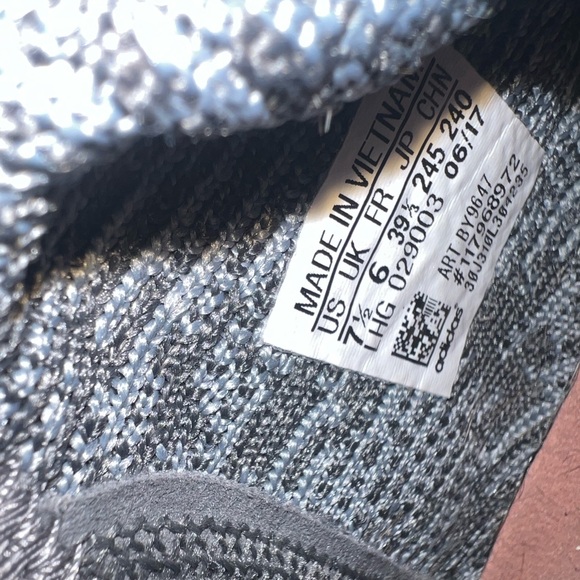 MADE IN VIETNAM
US UK FR JP CHN
7½ 6 39⅓ 245 240
LHG 029003 06/17
ART BY9647
#117968972
30J310L304235
adidas